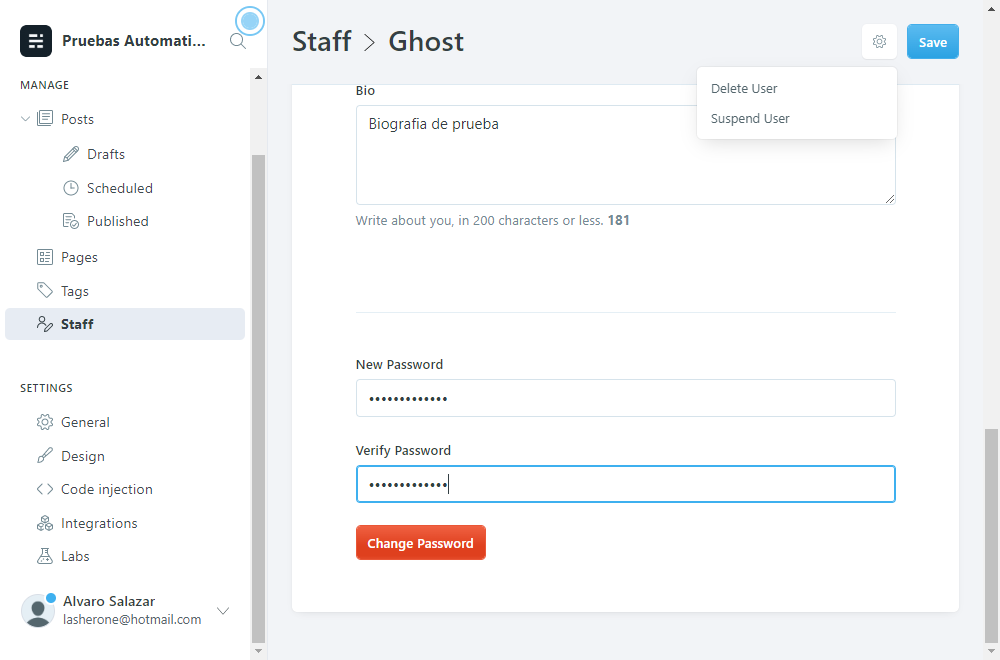 Pruebas Automati...
MANAGE
Posts
Drafts
Scheduled
Published
Pages
Tags
Staff
SETTINGS
General
Design
Code injection
Integrations
Labs
Alvaro Salazar
lasherone@hotmail.com
Staff > Ghost
Save
Delete User
Suspend User
Bio
Biografia de prueba
Write about you, in 200 characters or less. 181
New Password
•••••••••••••
Verify Password
•••••••••••••
Change Password